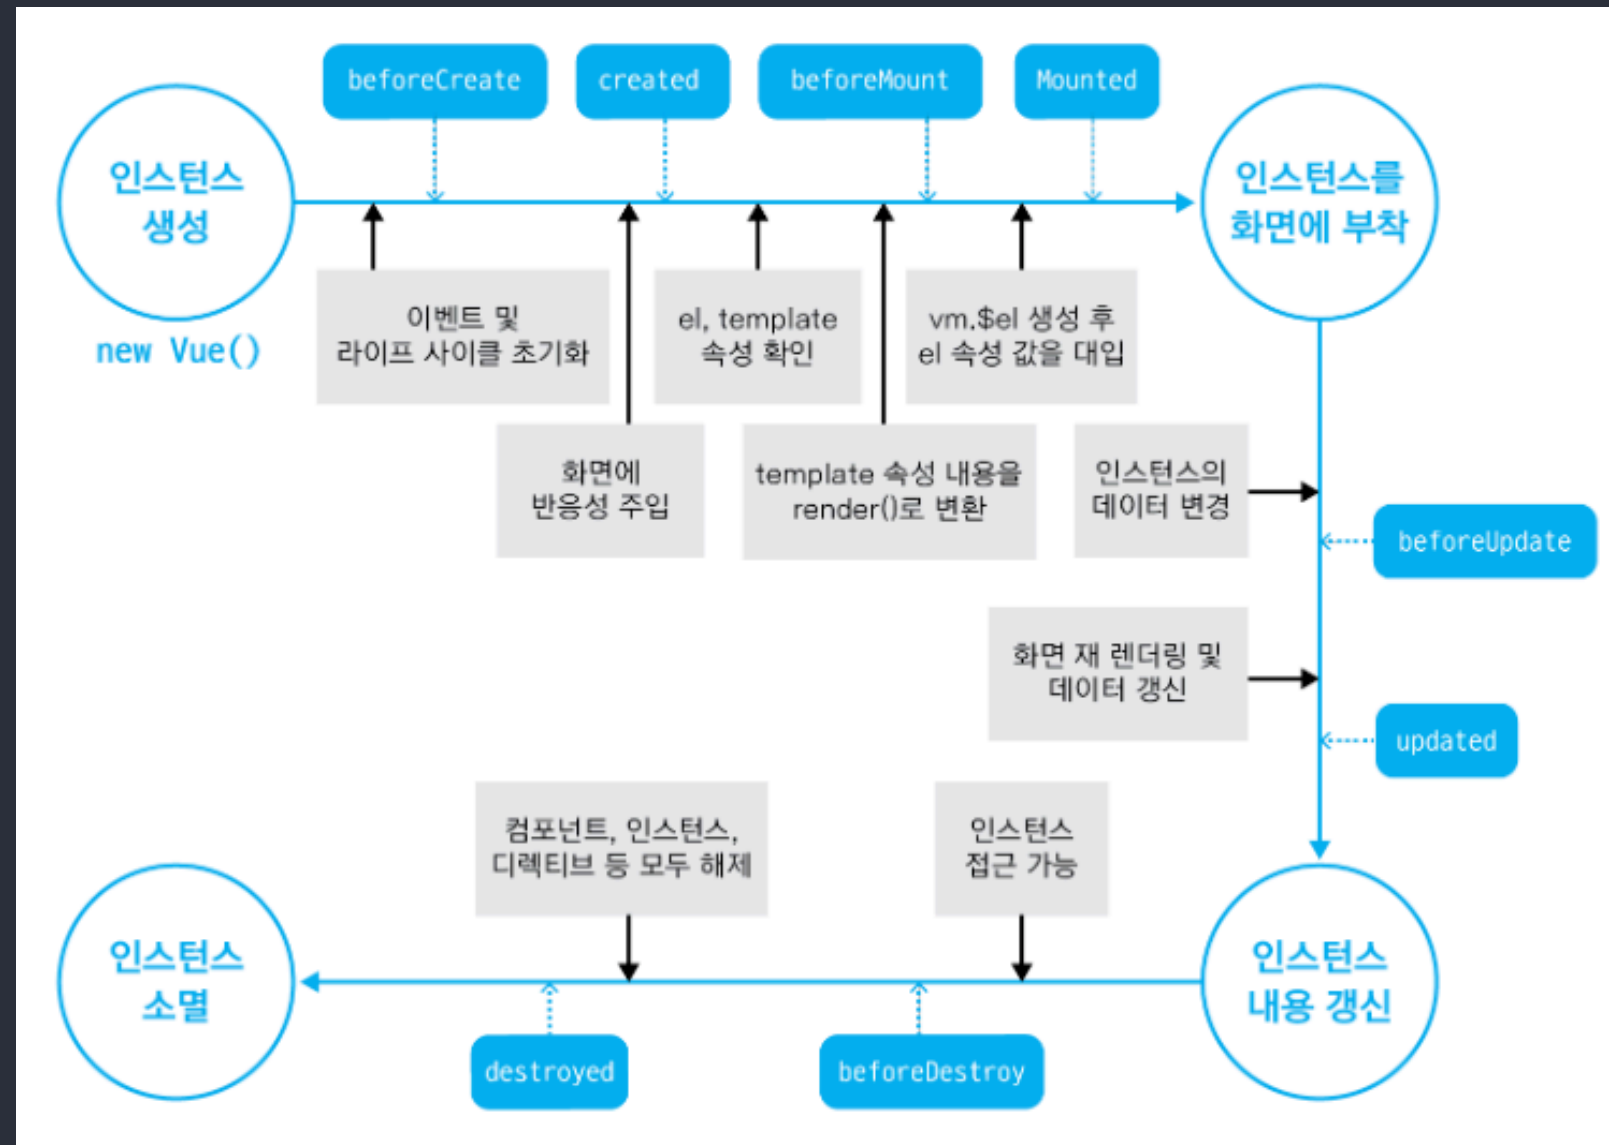 beforeCreate
created
beforeMount
Mounted
인스턴스
생성
new Vue()
인스턴스를
화면에 부착
이벤트 및
라이프 사이클 초기화
el, template
속성 확인
vm.$el 생성 후
el 속성 값을 대입
화면에
반응성 주입
template 속성 내용을
render()로 변환
인스턴스의
데이터 변경
beforeUpdate
화면 재 렌더링 및
데이터 갱신
updated
컴포넌트, 인스턴스,
디렉티브 등 모두 해제
인스턴스
접근 가능
인스턴스
소멸
인스턴스
내용 갱신
destroyed
beforeDestroy